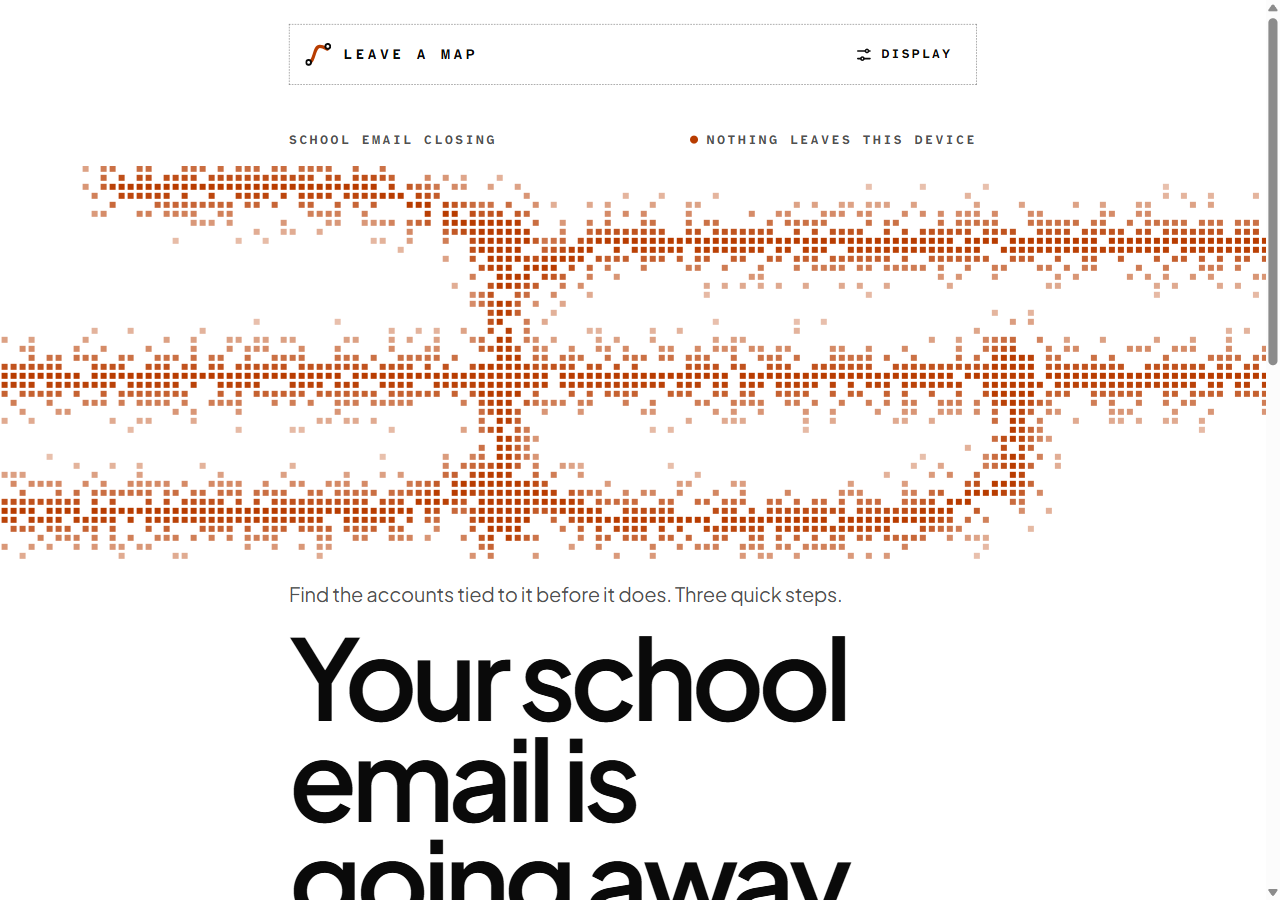 LEAVE A MAP
DISPLAY
SCHOOL EMAIL CLOSING
NOTHING LEAVES THIS DEVICE
Find the accounts tied to it before it does. Three quick steps.
Your school
email is
going away